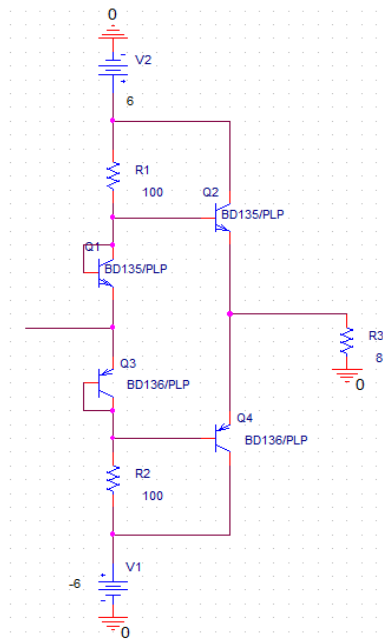 0
V2
6
R1
100
Q2
BD135/PLP
Q1
BD135/PLP
R3
8
0
Q3
BD136/PLP
Q4
BD136/PLP
R2
100
V1
-6
0